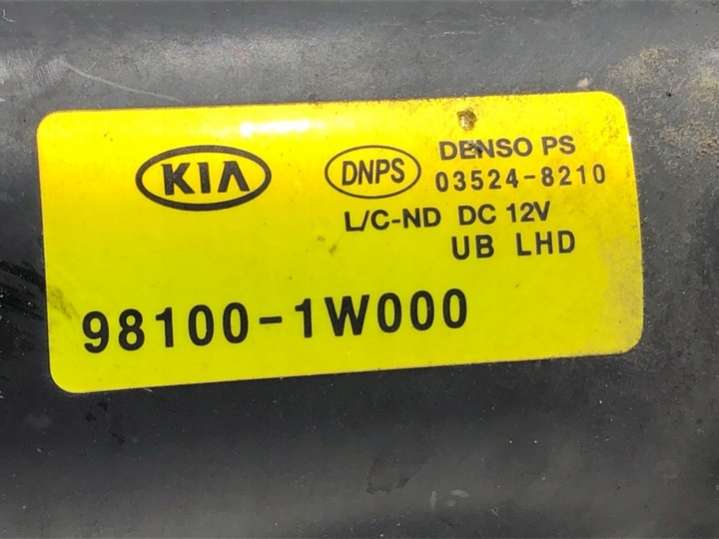 KIA
DNPS
DENSO PS
03524-8210
L/C-ND DC 12V
UB LHD
98100-1W000